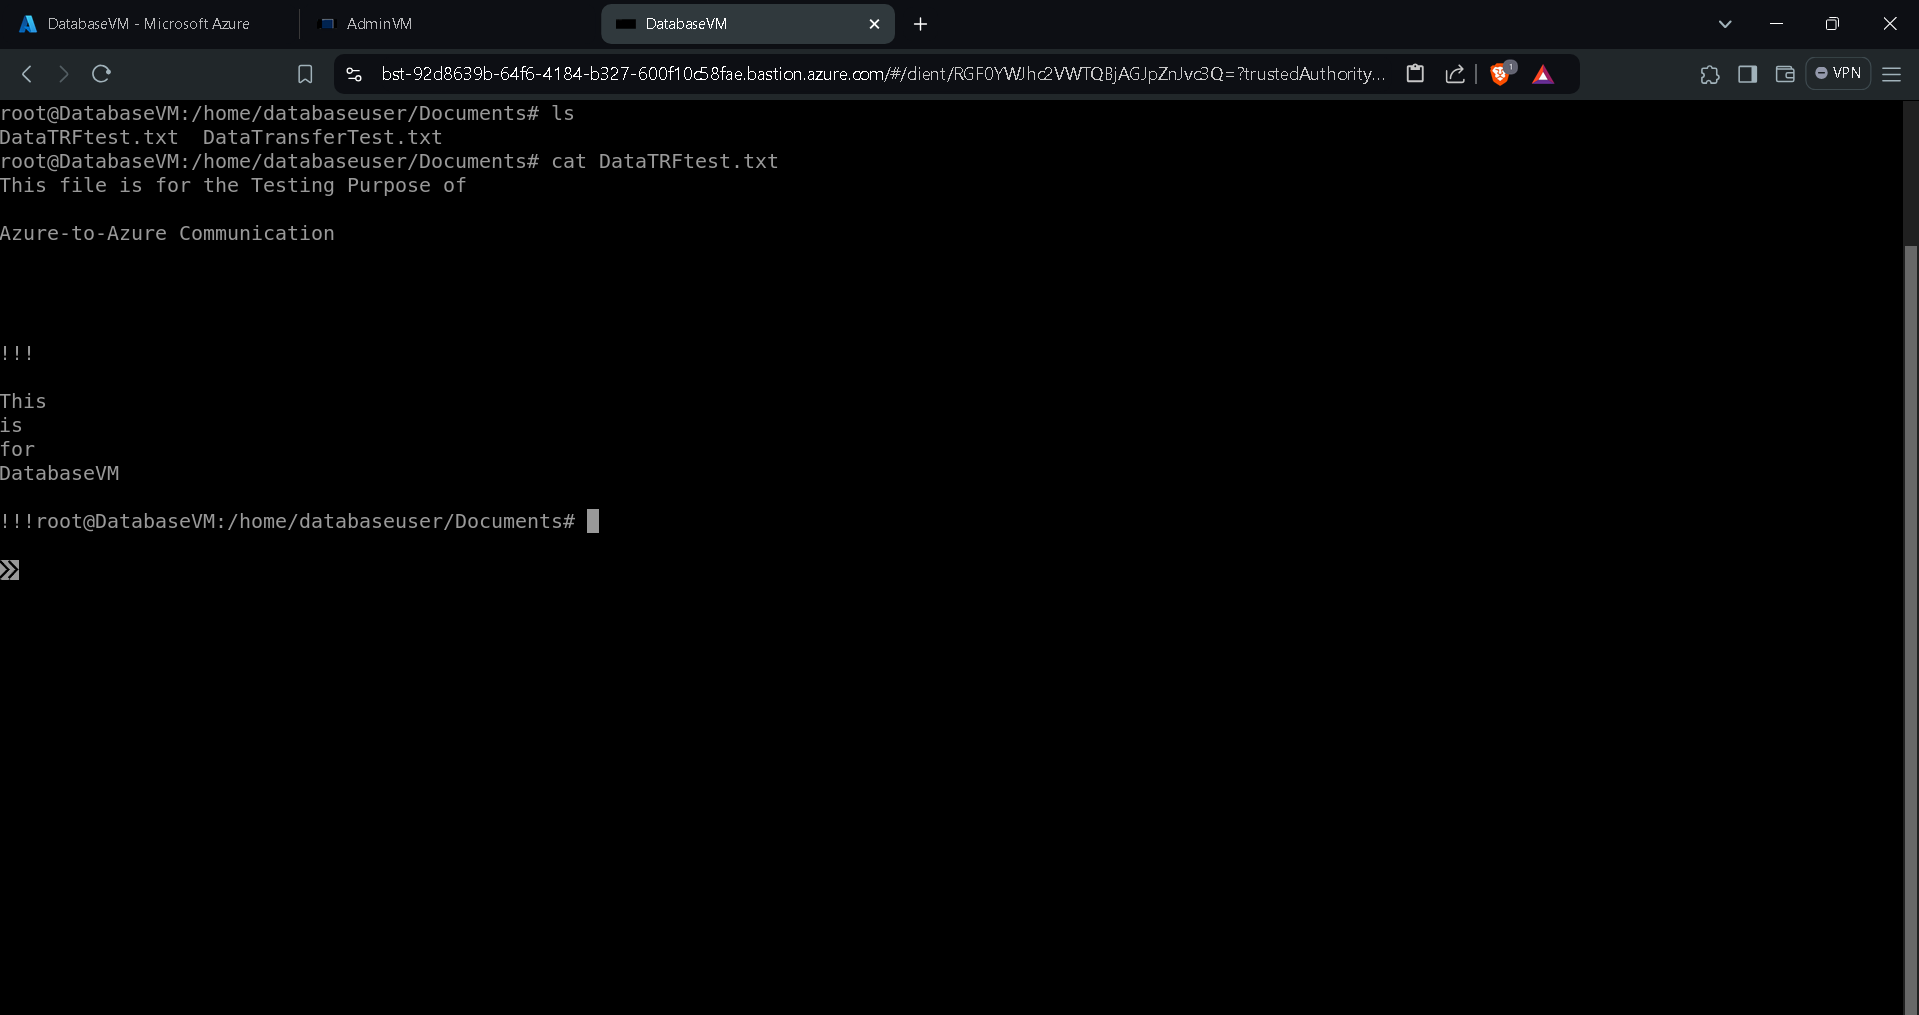 DatabaseVM - Microsoft Azure
AdminVM
DatabaseVM
bst-92d8639b-64f6-4184-b327-600f10c58fae.bastion.azure.com/#/client/RGF0YWJhc2VWTQBjAGJpZnJvc3Q=?trustedAuthority...
1
VPN
root@DatabaseVM:/home/databaseuser/Documents# ls
DataTRFtest.txt  DataTransferTest.txt
root@DatabaseVM:/home/databaseuser/Documents# cat DataTRFtest.txt
This file is for the Testing Purpose of
Azure-to-Azure Communication
!!!
This
is
for
DatabaseVM
!!!root@DatabaseVM:/home/databaseuser/Documents#